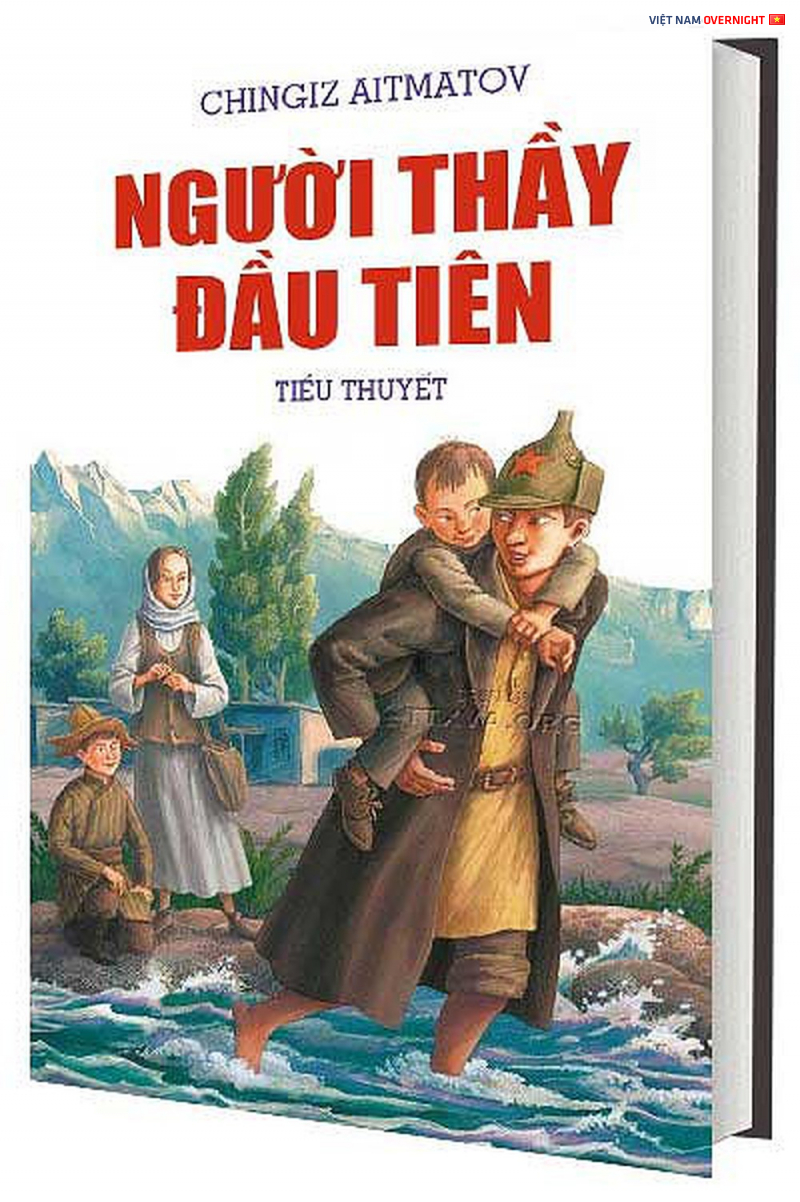 VIỆT NAM OVERNIGHT
CHINGIZ AITMATOV
NGƯỜI THẦY
ĐẦU TIÊN
TIỂU THUYẾT